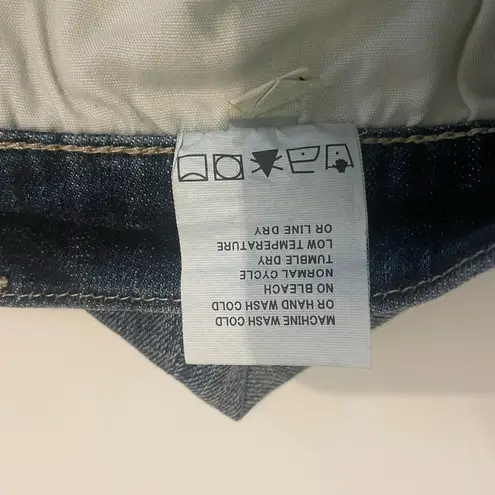 MACHINE WASH COLD
OR HAND WASH COLD
NO BLEACH
NORMAL CYCLE
TUMBLE DRY
LOW TEMPERATURE
OR LINE DRY